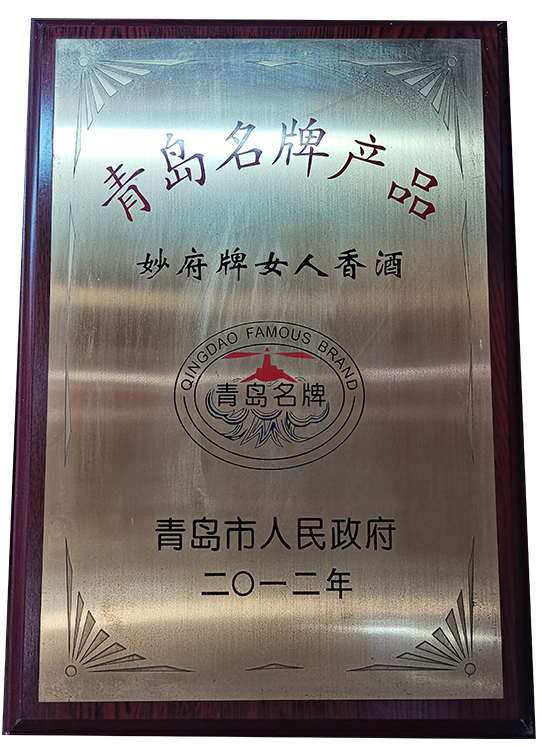 青岛名牌产品
妙府牌女人香酒
QINGDAO FAMOUS BRAND
青岛名牌
青岛市人民政府
二〇一二年